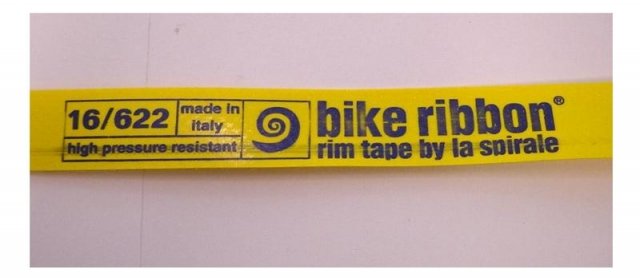 16/622
made in
italy
high pressure resistant
bike ribbon®
rim tape by la spirale